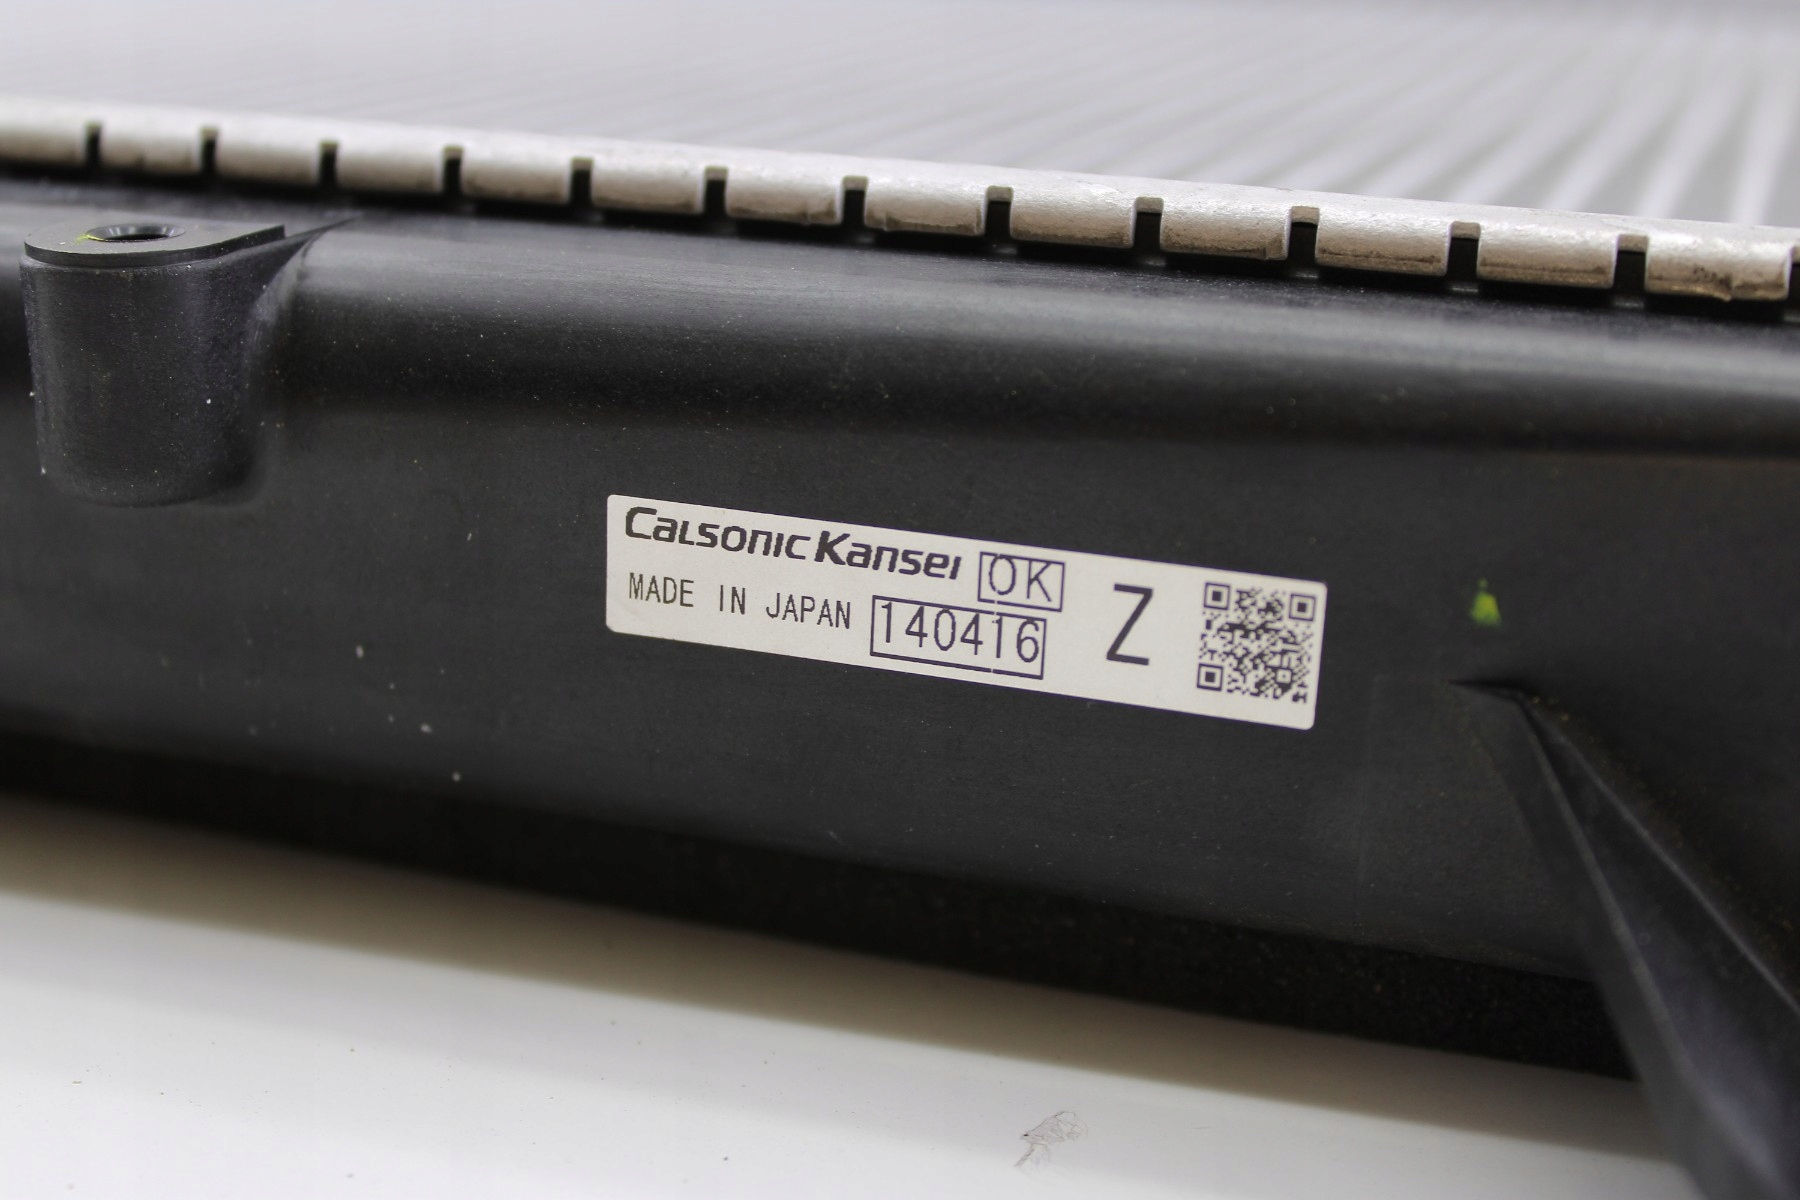 Calsonic Kansei OK Z
MADE IN JAPAN 140416